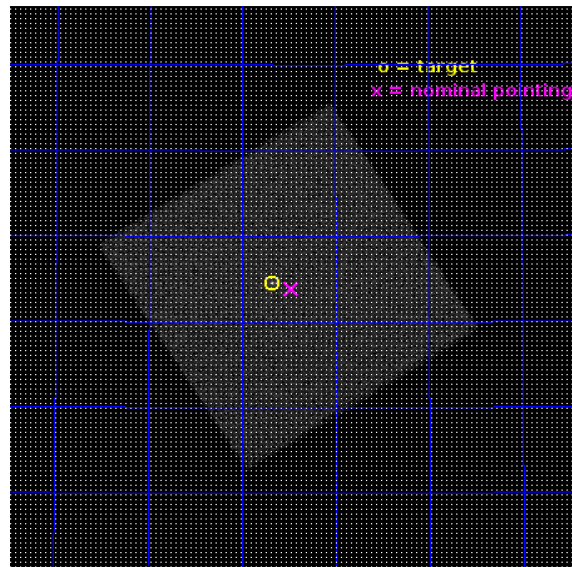 o = target
x = nominal pointing